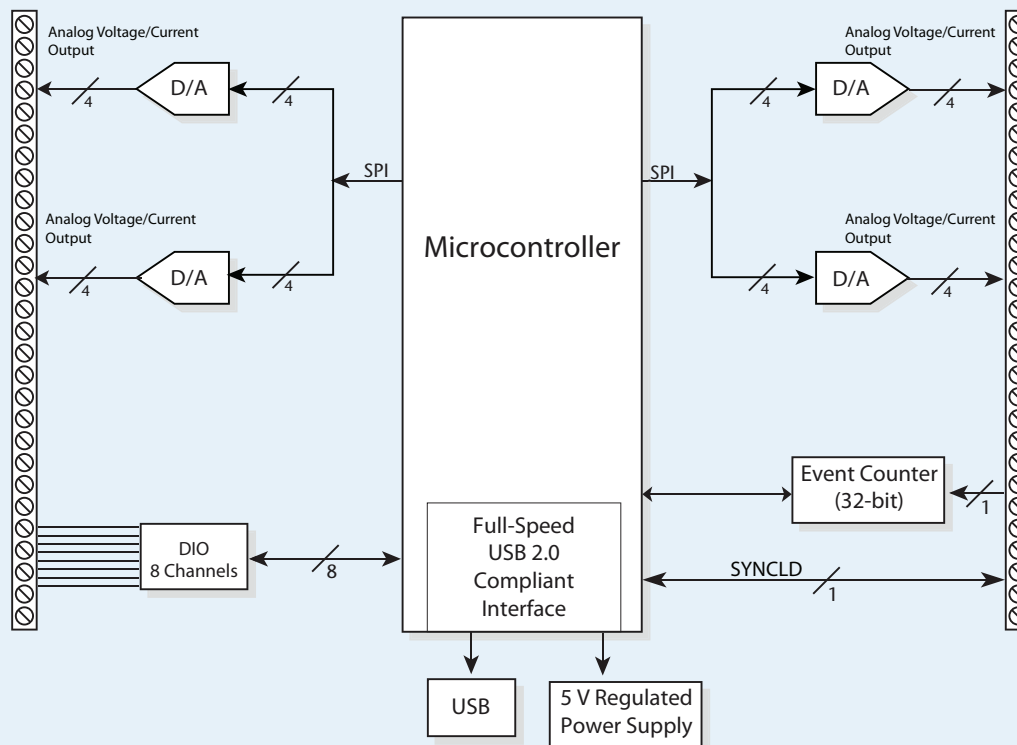 Analog Voltage/Current
Output
D/A
4
4
SPI
Analog Voltage/Current
Output
D/A
4
4
DIO
8 Channels
8
Microcontroller
Full-Speed
USB 2.0
Compliant
Interface
USB
5 V Regulated
Power Supply
SPI
Analog Voltage/Current
Output
4
D/A
4
Analog Voltage/Current
Output
4
D/A
4
Event Counter
(32-bit)
1
SYNCLD
1